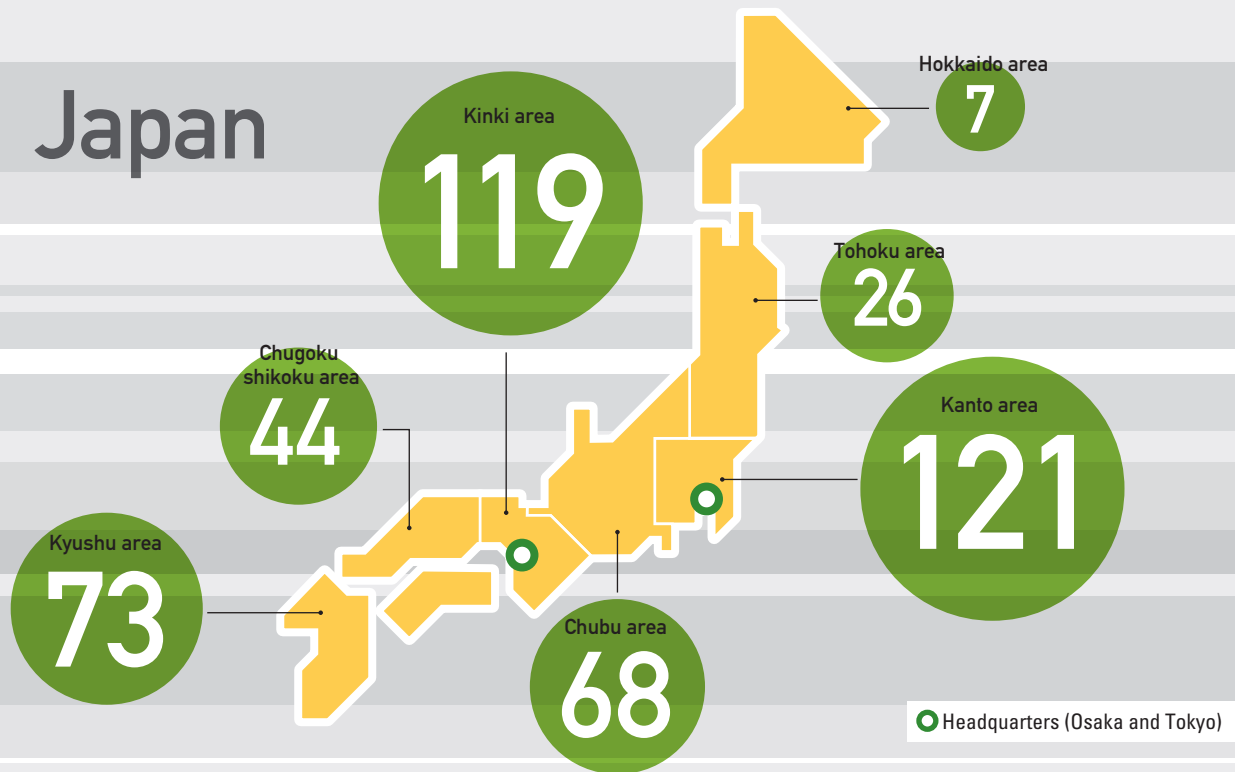 Japan
Hokkaido area
7
Kinki area
119
Tohoku area
26
Chugoku
shikoku area
44
Kanto area
121
Kyushu area
73
Chubu area
68
Headquarters (Osaka and Tokyo)